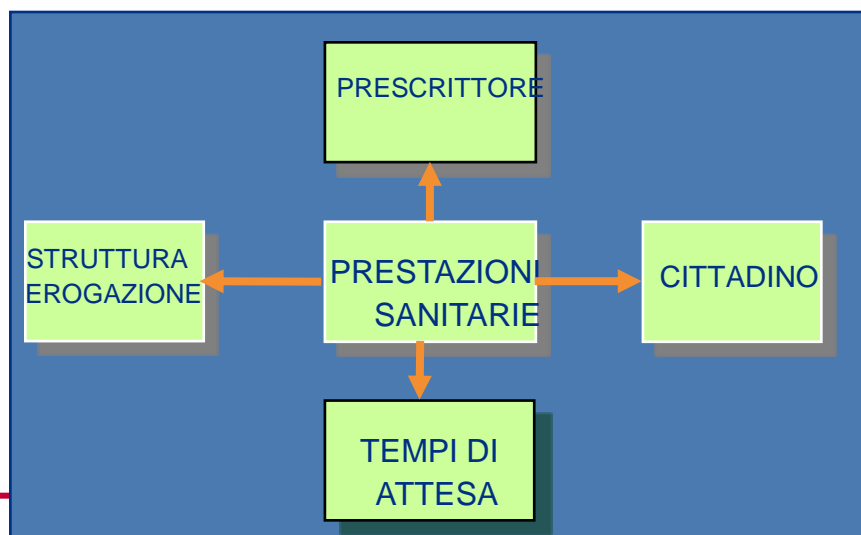 PRESCRITTORE
STRUTTURA
EROGAZIONE
PRESTAZIONI
SANITARIE
CITTADINO
TEMPI DI
ATTESA